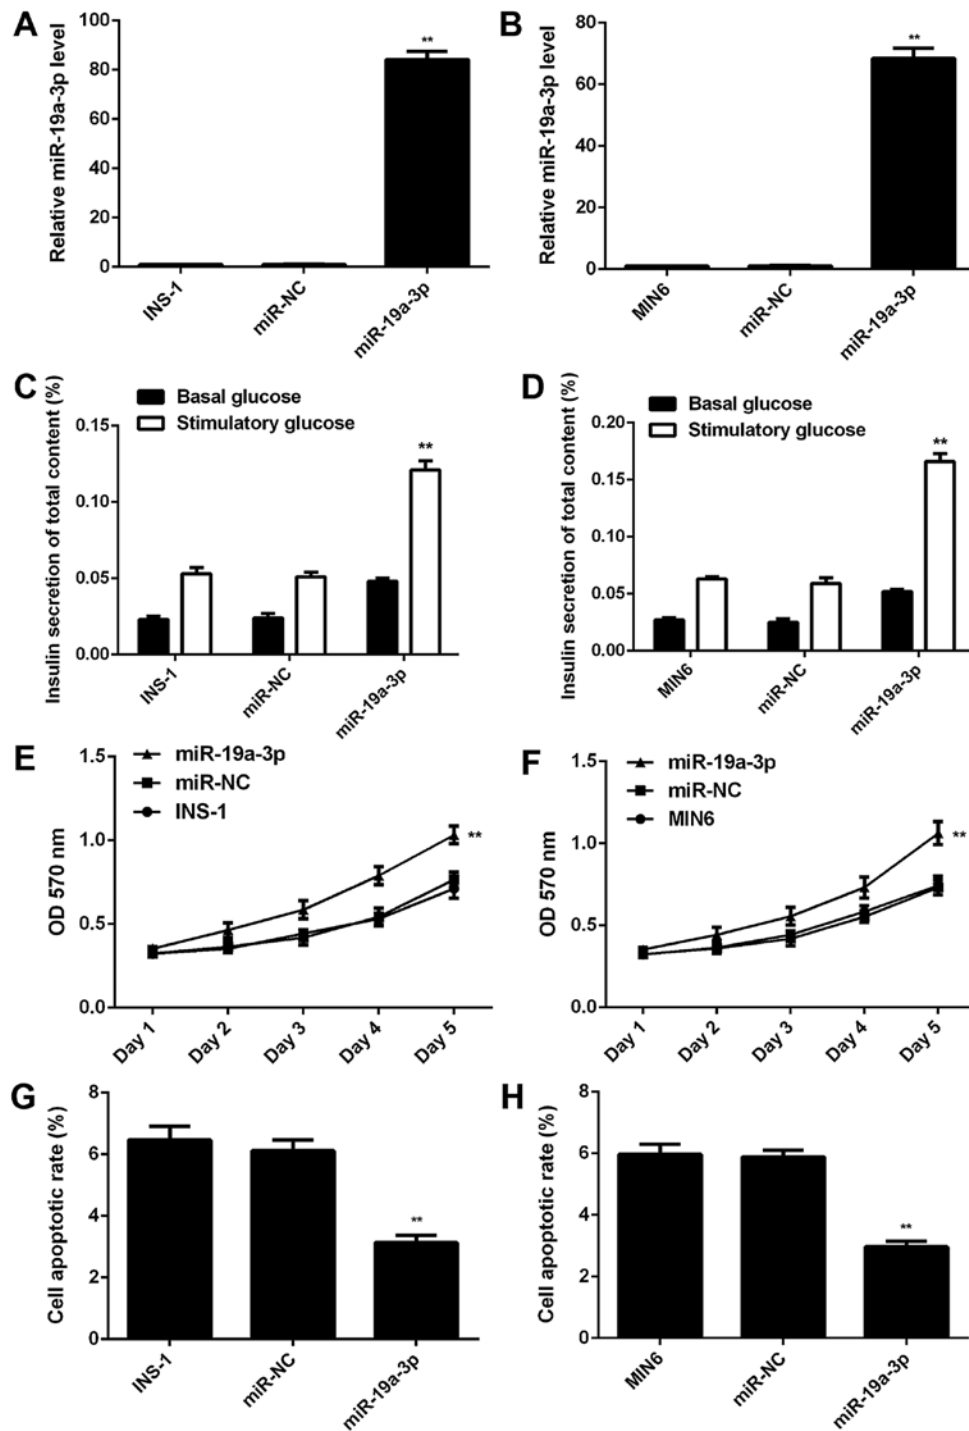 A
Relative miR-19a-3p level
100
80
60
40
20
0
**
INS-1
miR-NC
miR-19a-3p
B
Relative miR-19a-3p level
80
60
40
20
0
**
MIN6
miR-NC
miR-19a-3p
C
Basal glucose
Stimulatory glucose
Insulin secretion of total content (%)
0.15
0.10
0.05
0.00
**
INS-1
miR-NC
miR-19a-3p
D
Basal glucose
Stimulatory glucose
Insulin secretion of total content (%)
0.20
0.15
0.10
0.05
0.00
**
MIN6
miR-NC
miR-19a-3p
E
miR-19a-3p
miR-NC
INS-1
OD 570 nm
1.5
1.0
0.5
0.0
**
Day 1
Day 2
Day 3
Day 4
Day 5
F
miR-19a-3p
miR-NC
MIN6
OD 570 nm
1.5
1.0
0.5
0.0
**
Day 1
Day 2
Day 3
Day 4
Day 5
G
Cell apoptotic rate (%)
8
6
4
2
0
**
INS-1
miR-NC
miR-19a-3p
H
Cell apoptotic rate (%)
8
6
4
2
0
**
MIN6
miR-NC
miR-19a-3p